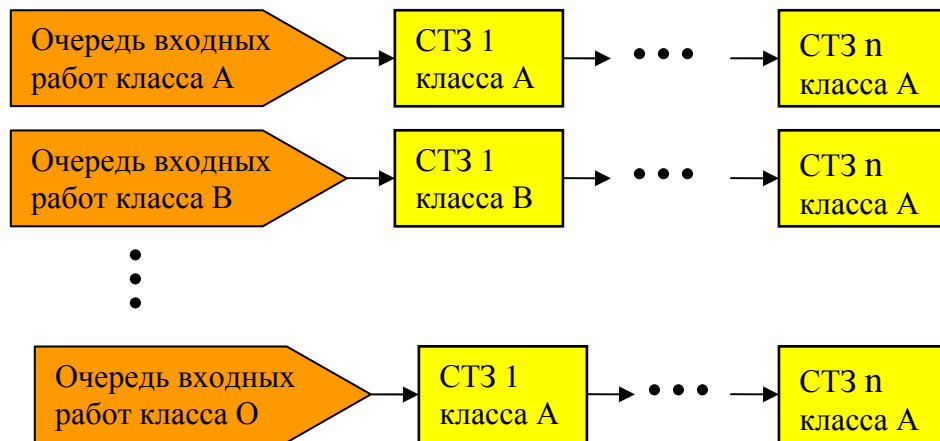 Очередь входных
работ класса A
СТЗ 1
класса A
СТЗ n
класса A
Очередь входных
работ класса B
СТЗ 1
класса B
СТЗ n
класса A
Очередь входных
работ класса O
СТЗ 1
класса A
СТЗ n
класса A